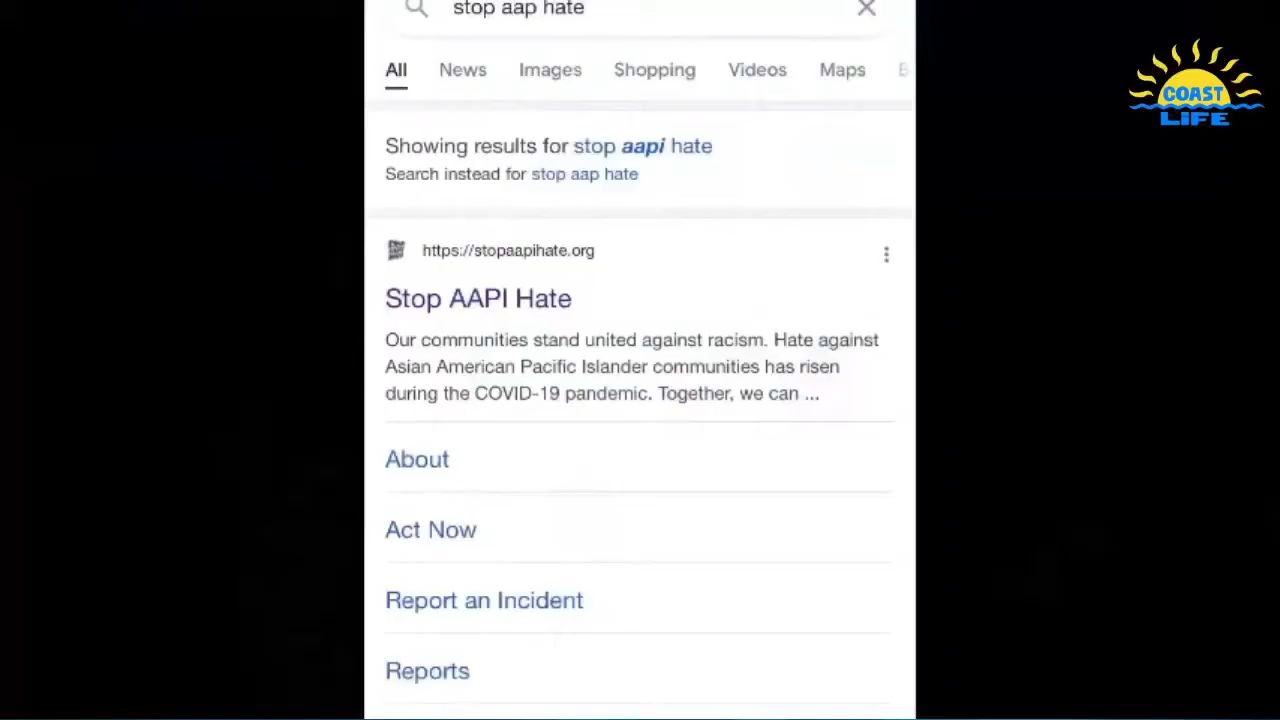 stop aap hate
All News Images Shopping Videos Maps
COAST
LIFE
Showing results for stop aapi hate
Search instead for stop aap hate
https://stopaapihate.org
Stop AAPI Hate
Our communities stand united against racism. Hate against
Asian American Pacific Islander communities has risen
during the COVID-19 pandemic. Together, we can ...
About
Act Now
Report an Incident
Reports